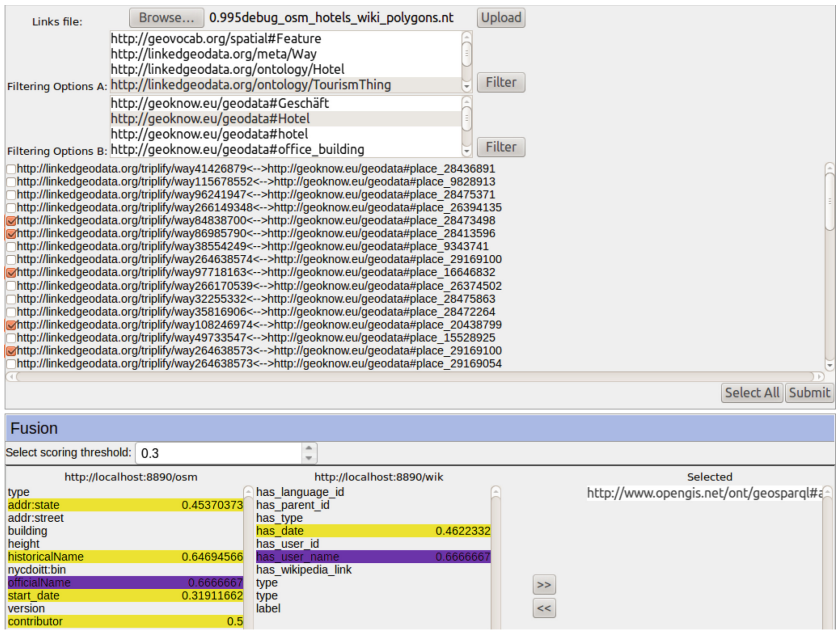 Links file: Browse... 0.995debug_osm_hotels_wiki_polygons.nt Upload
http://geovocab.org/spatial#Feature
http://linkedgeodata.org/meta/Way
http://linkedgeodata.org/ontology/Hotel
Filtering Options A: http://linkedgeodata.org/ontology/TourismThing Filter
http://geoknow.eu/geodata#Geschäft
http://geoknow.eu/geodata#Hotel
http://geoknow.eu/geodata#hotel
Filtering Options B: http://geoknow.eu/geodata#office_building Filter
http://linkedgeodata.org/triplify/way41426879<-->http://geoknow.eu/geodata#place_28436891
http://linkedgeodata.org/triplify/way115678552<-->http://geoknow.eu/geodata#place_9828913
http://linkedgeodata.org/triplify/way96241947<-->http://geoknow.eu/geodata#place_28475371
http://linkedgeodata.org/triplify/way266149348<-->http://geoknow.eu/geodata#place_26394135
http://linkedgeodata.org/triplify/way84838700<-->http://geoknow.eu/geodata#place_28473498
http://linkedgeodata.org/triplify/way86985790<-->http://geoknow.eu/geodata#place_28413596
http://linkedgeodata.org/triplify/way38554249<-->http://geoknow.eu/geodata#place_9343741
http://linkedgeodata.org/triplify/way264638574<-->http://geoknow.eu/geodata#place_29169100
http://linkedgeodata.org/triplify/way97718163<-->http://geoknow.eu/geodata#place_16646832
http://linkedgeodata.org/triplify/way266170539<-->http://geoknow.eu/geodata#place_26374502
http://linkedgeodata.org/triplify/way32255332<-->http://geoknow.eu/geodata#place_28475863
http://linkedgeodata.org/triplify/way35816906<-->http://geoknow.eu/geodata#place_28472264
http://linkedgeodata.org/triplify/way108246974<-->http://geoknow.eu/geodata#place_20438799
http://linkedgeodata.org/triplify/way49733547<-->http://geoknow.eu/geodata#place_15528925
http://linkedgeodata.org/triplify/way264638573<-->http://geoknow.eu/geodata#place_29169100
http://linkedgeodata.org/triplify/way264638573<-->http://geoknow.eu/geodata#place_29169054
Select All Submit
Fusion
Select scoring threshold: 0.3
http://localhost:8890/osm http://localhost:8890/wik Selected
type has_language_id http://www.opengis.net/ont/geosparql#a
addr:state 0.45370373 has_parent_id
addr:street has_type
building has_date 0.4622332
height has_user_id
historicalName 0.64694566 has_user_name 0.6666667
nycdoitt:bin has_wikipedia_link
officialName 0.6666667 type >>
start_date 0.31911662 type
version label <<
contributor 0.5